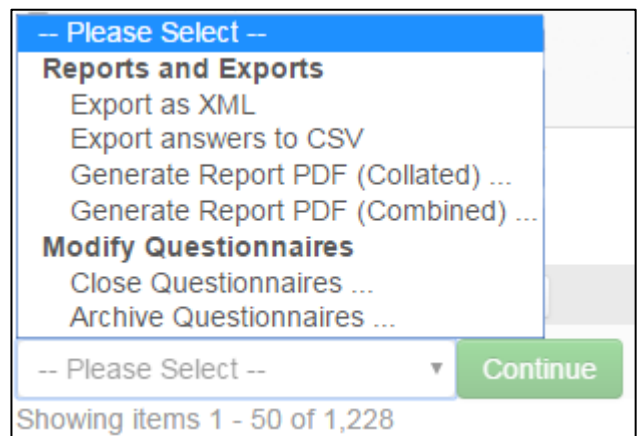 -- Please Select --
Reports and Exports
Export as XML
Export answers to CSV
Generate Report PDF (Collated) ...
Generate Report PDF (Combined) ...
Modify Questionnaires
Close Questionnaires ...
Archive Questionnaires ...
-- Please Select -- Continue
Showing items 1 - 50 of 1,228